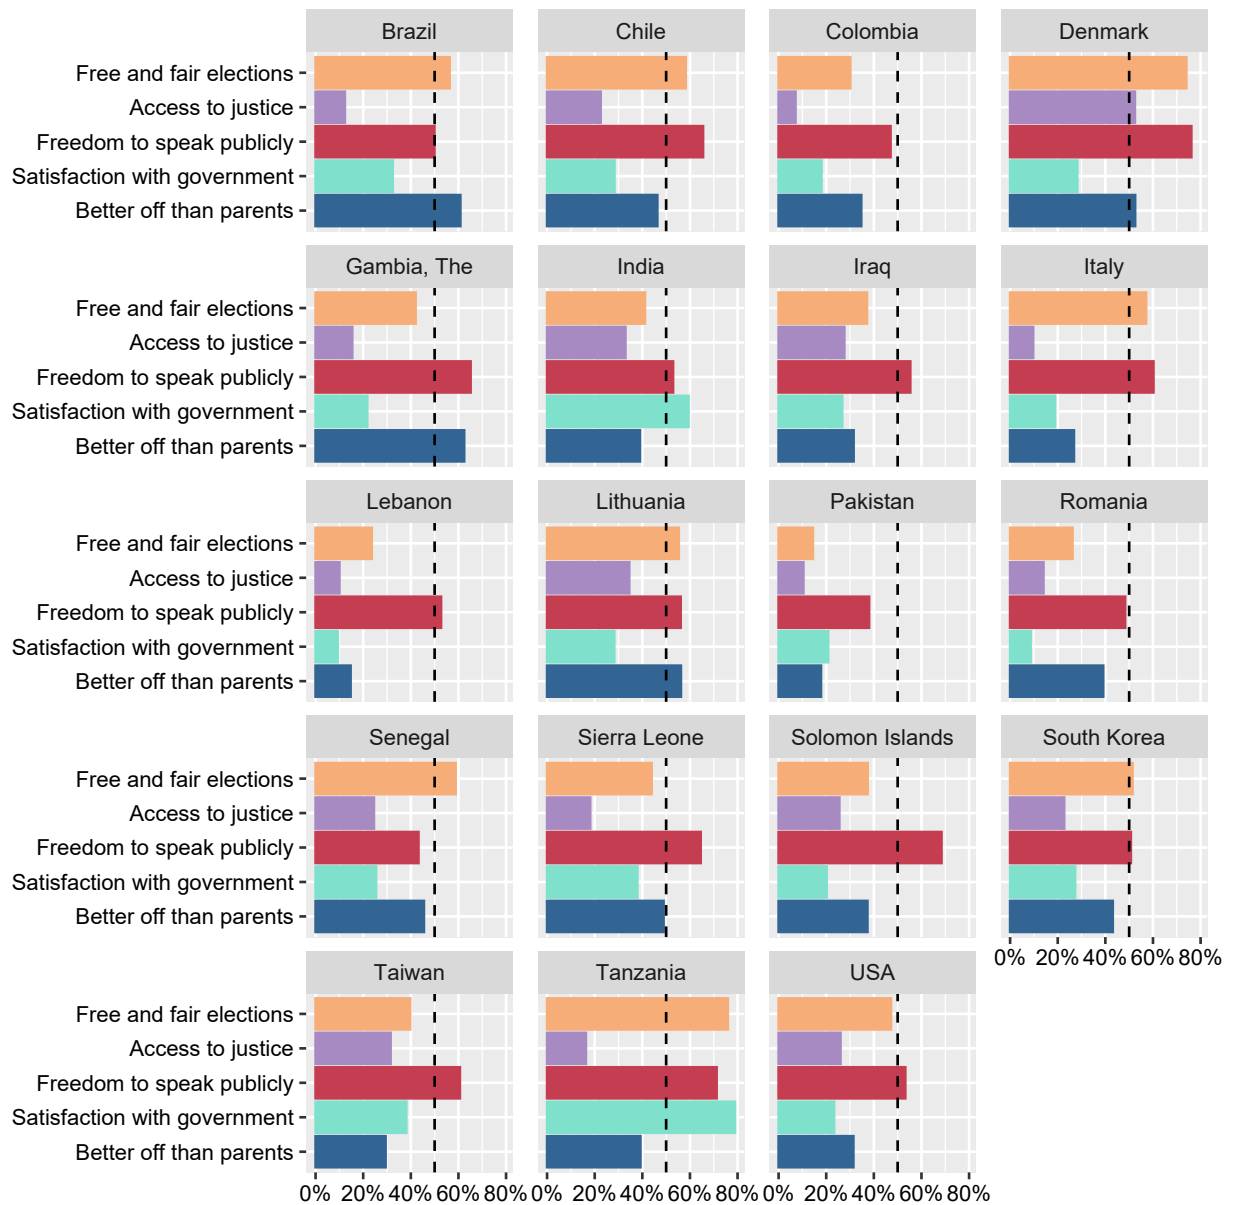 Brazil Chile Colombia Denmark
Free and fair elections
Access to justice
Freedom to speak publicly
Satisfaction with government
Better off than parents
Gambia, The India Iraq Italy
Free and fair elections
Access to justice
Freedom to speak publicly
Satisfaction with government
Better off than parents
Lebanon Lithuania Pakistan Romania
Free and fair elections
Access to justice
Freedom to speak publicly
Satisfaction with government
Better off than parents
Senegal Sierra Leone Solomon Islands South Korea
Free and fair elections
Access to justice
Freedom to speak publicly
Satisfaction with government
Better off than parents
0% 20% 40% 60% 80%
Taiwan Tanzania USA
Free and fair elections
Access to justice
Freedom to speak publicly
Satisfaction with government
Better off than parents
0% 20% 40% 60% 80% 0% 20% 40% 60% 80% 0% 20% 40% 60% 80%